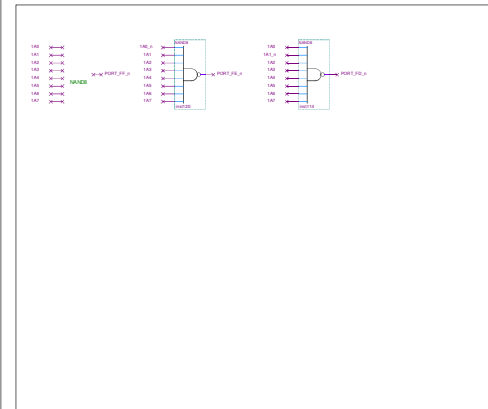 1A0
1A1
1A2
1A3
1A4
1A5
1A6
1A7
PORT_FF_n
NAND8
1A0_n
1A1
1A2
1A3
1A4
1A5
1A6
1A7
NAND8
PORT_FE_n
1A0
1A1_n
1A2
1A3
1A4
1A5
1A6
1A7
NAND8
PORT_FD_n